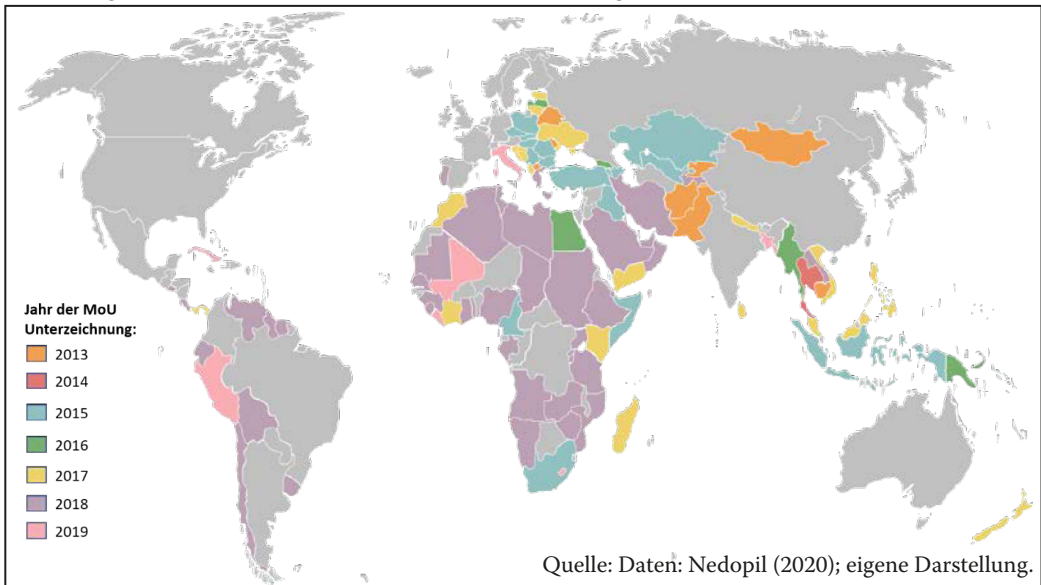 Jahr der MoU
Unterzeichnung:
2013
2014
2015
2016
2017
2018
2019
Quelle: Daten: Nedopil (2020); eigene Darstellung.